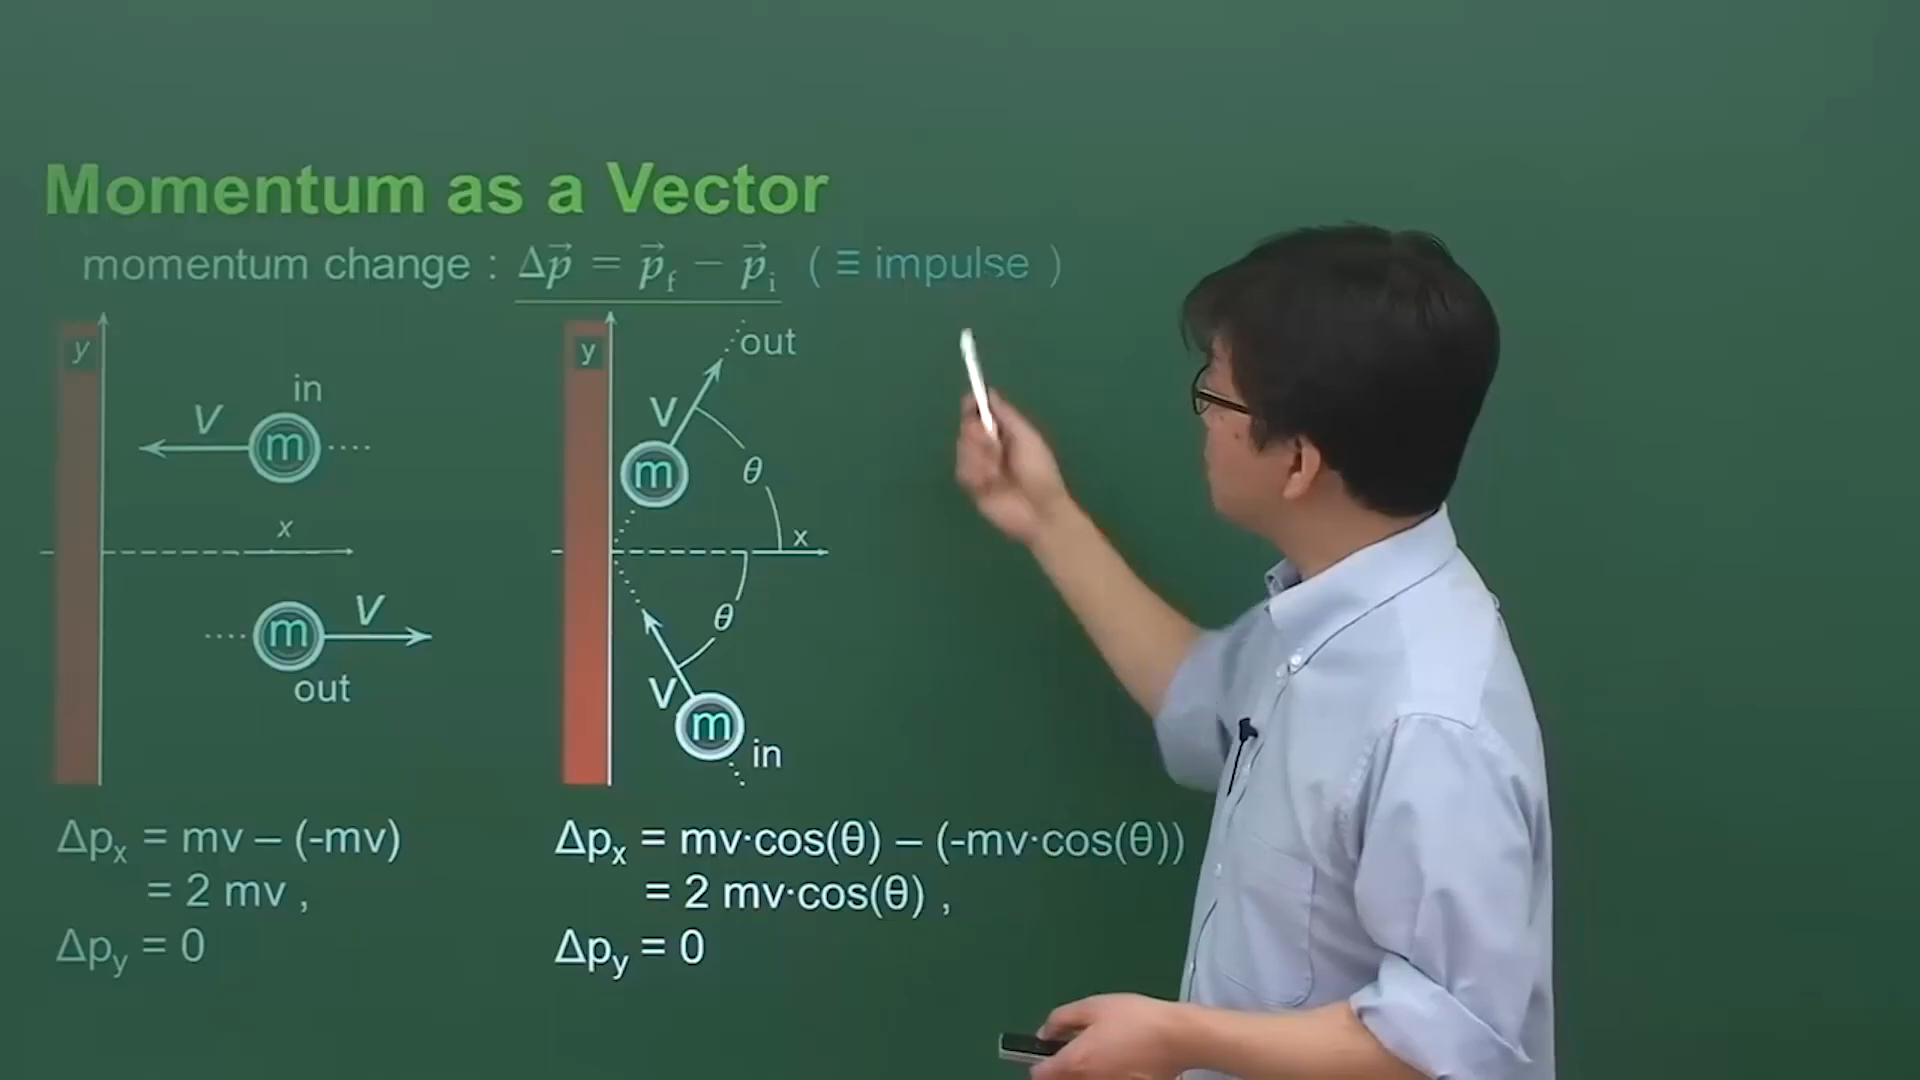 Momentum as a Vector
momentum change : Δp⃗ = p⃗f − p⃗i ( ≡ impulse )
y
in
V
m
x
V
m
out
y
out
V
m
θ
x
θ
V
m
in
Δpx = mv – (-mv)
= 2 mv ,
Δpy = 0
Δpx = mv·cos(θ) – (-mv·cos(θ))
= 2 mv·cos(θ) ,
Δpy = 0